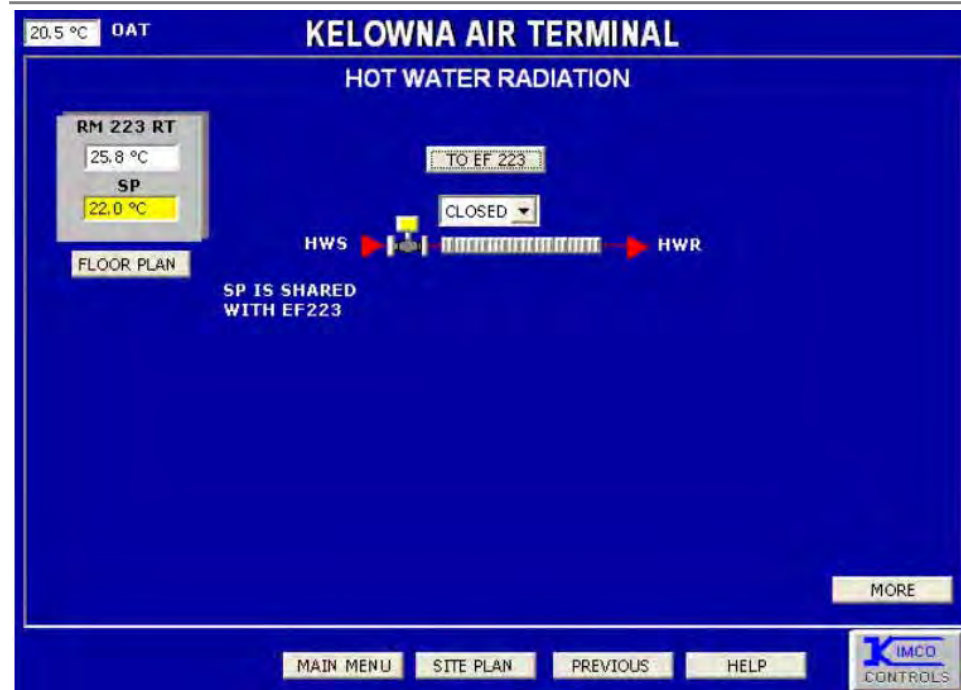 20.5 °C OAT
KELOWNA AIR TERMINAL
HOT WATER RADIATION
RM 223 RT
25.8 °C
SP
22.0 °C
FLOOR PLAN
TO EF 223
CLOSED
HWS
HWR
SP IS SHARED
WITH EF223
MORE
MAIN MENU
SITE PLAN
PREVIOUS
HELP
KIMCO
CONTROLS